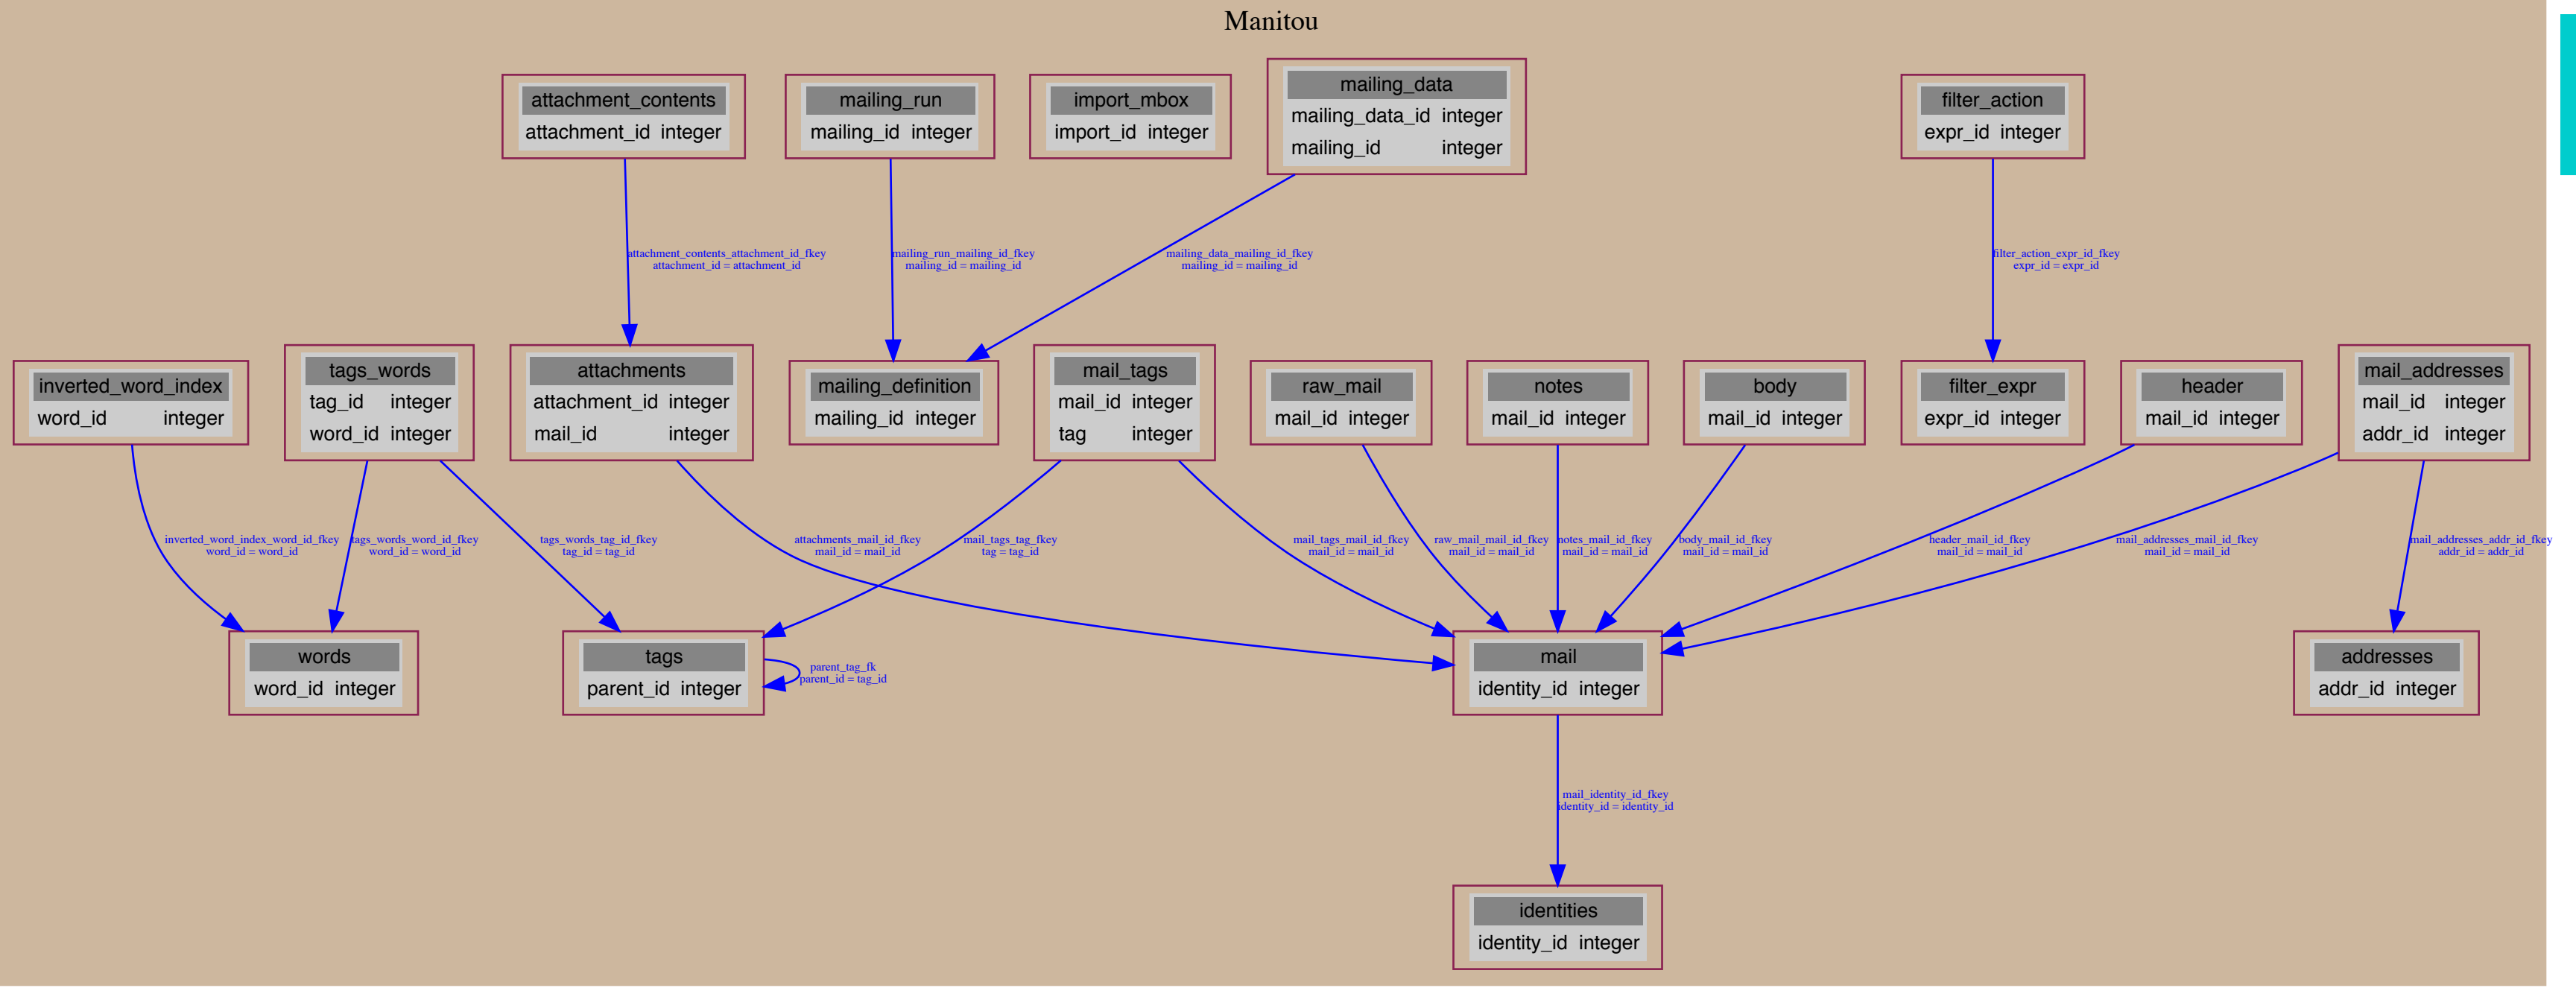 Manitou
attachment_contents
attachment_id integer
mailing_run
mailing_id integer
import_mbox
import_id integer
mailing_data
mailing_data_id integer
mailing_id integer
filter_action
expr_id integer
attachment_contents_attachment_id_fkey
attachment_id = attachment_id
mailing_run_mailing_id_fkey
mailing_id = mailing_id
mailing_data_mailing_id_fkey
mailing_id = mailing_id
filter_action_expr_id_fkey
expr_id = expr_id
inverted_word_index
word_id integer
tags_words
tag_id integer
word_id integer
attachments
attachment_id integer
mail_id integer
mailing_definition
mailing_id integer
mail_tags
mail_id integer
tag integer
raw_mail
mail_id integer
notes
mail_id integer
body
mail_id integer
filter_expr
expr_id integer
header
mail_id integer
mail_addresses
mail_id integer
addr_id integer
inverted_word_index_word_id_fkey
word_id = word_id
tags_words_word_id_fkey
word_id = word_id
tags_words_tag_id_fkey
tag_id = tag_id
attachments_mail_id_fkey
mail_id = mail_id
mail_tags_tag_fkey
tag = tag_id
mail_tags_mail_id_fkey
mail_id = mail_id
raw_mail_mail_id_fkey
mail_id = mail_id
notes_mail_id_fkey
mail_id = mail_id
body_mail_id_fkey
mail_id = mail_id
header_mail_id_fkey
mail_id = mail_id
mail_addresses_mail_id_fkey
mail_id = mail_id
mail_addresses_addr_id_fkey
addr_id = addr_id
words
word_id integer
tags
parent_id integer
parent_tag_fk
parent_id = tag_id
mail
identity_id integer
addresses
addr_id integer
mail_identity_id_fkey
identity_id = identity_id
identities
identity_id integer